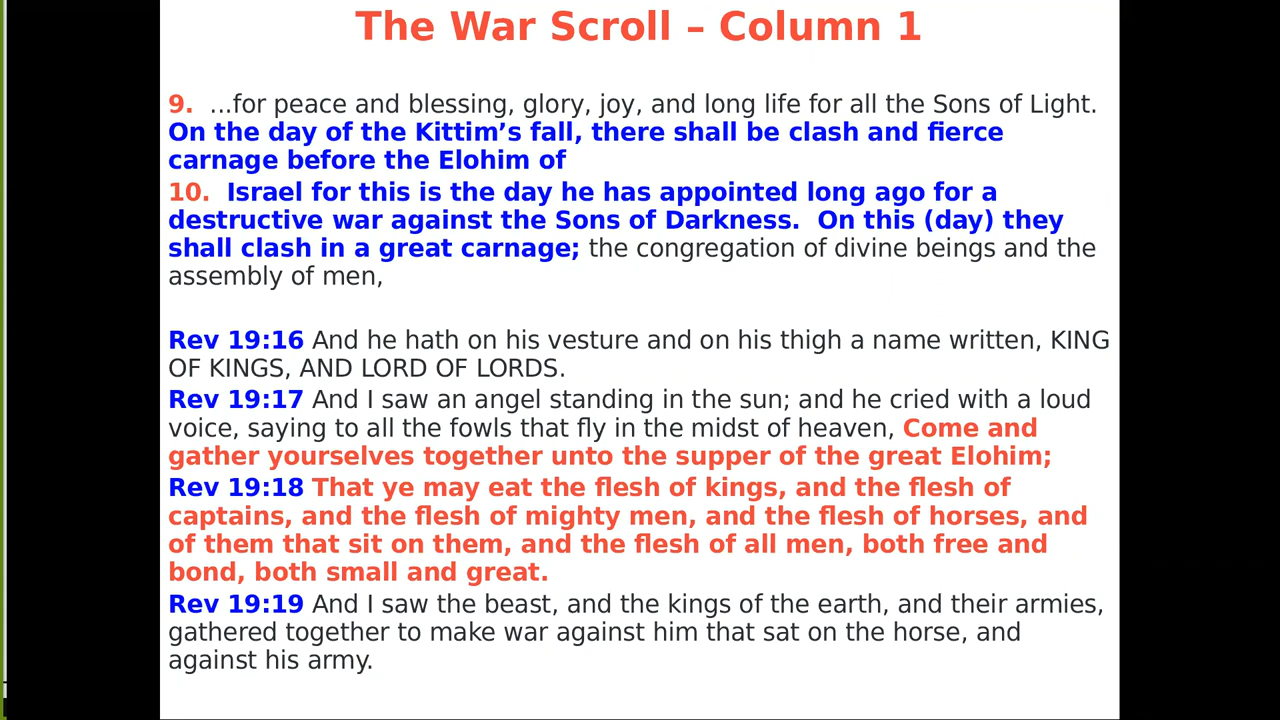 The War Scroll – Column 1
9.  ...for peace and blessing, glory, joy, and long life for all the Sons of Light.
On the day of the Kittim’s fall, there shall be clash and fierce
carnage before the Elohim of
10.  Israel for this is the day he has appointed long ago for a
destructive war against the Sons of Darkness.  On this (day) they
shall clash in a great carnage; the congregation of divine beings and the
assembly of men,
Rev 19:16 And he hath on his vesture and on his thigh a name written, KING
OF KINGS, AND LORD OF LORDS.
Rev 19:17 And I saw an angel standing in the sun; and he cried with a loud
voice, saying to all the fowls that fly in the midst of heaven, Come and
gather yourselves together unto the supper of the great Elohim;
Rev 19:18 That ye may eat the flesh of kings, and the flesh of
captains, and the flesh of mighty men, and the flesh of horses, and
of them that sit on them, and the flesh of all men, both free and
bond, both small and great.
Rev 19:19 And I saw the beast, and the kings of the earth, and their armies,
gathered together to make war against him that sat on the horse, and
against his army.